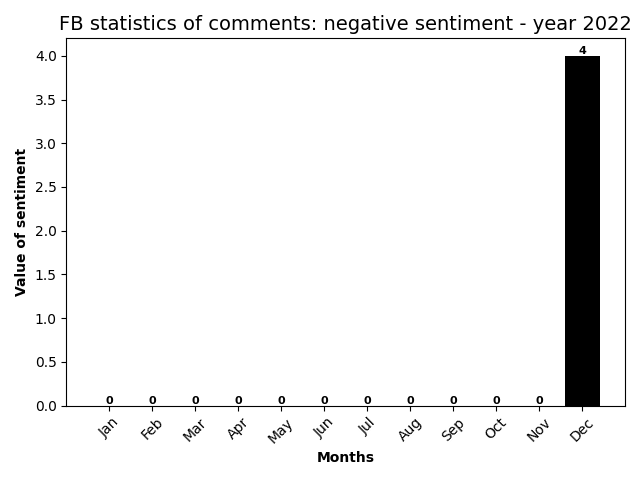 FB statistics of comments: negative sentiment - year 2022
4
4.0
3.5
3.0
2.5
2.0
1.5
1.0
0.5
0.0
Value of sentiment
0 0 0 0 0 0 0 0 0 0 0
Jan Feb Mar Apr May Jun Jul Aug Sep Oct Nov Dec
Months